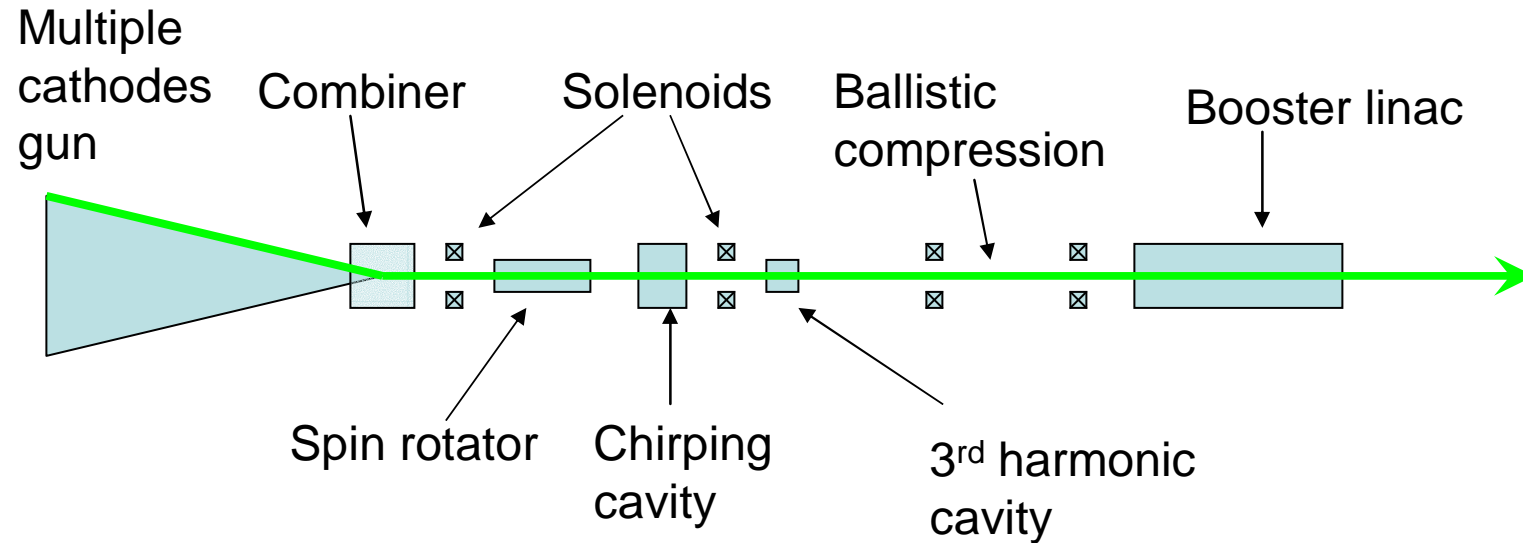 Multiple
cathodes
gun
Combiner
Solenoids
Ballistic
compression
Booster linac
Spin rotator
Chirping
cavity
3rd harmonic
cavity